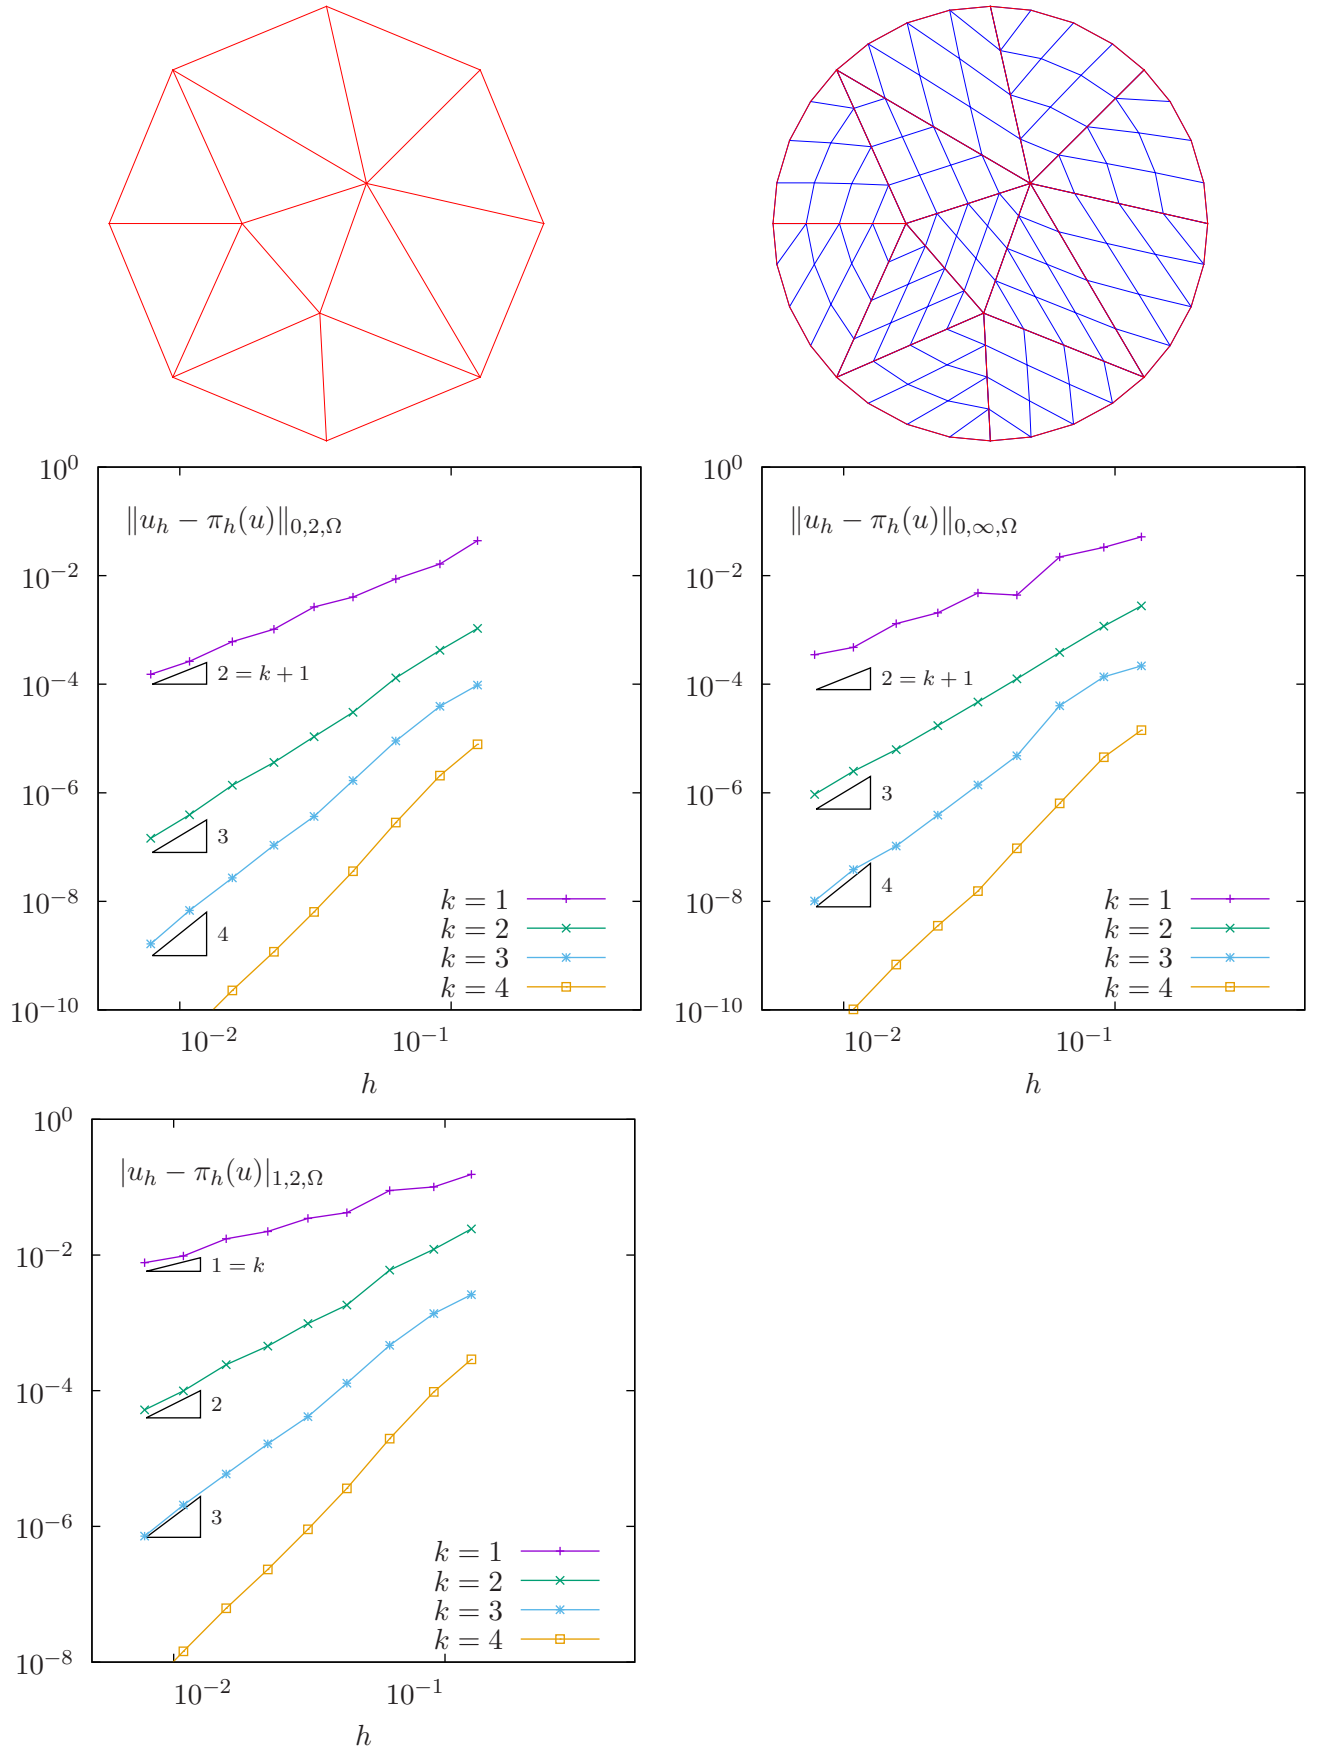 10^0
‖u_h − π_h(u)‖_{0,2,Ω}
10^{−2}
2 = k + 1
10^{−4}
10^{−6}
3
10^{−8}
4
k = 1
k = 2
k = 3
k = 4
10^{−10}
10^{−2} 10^{−1}
h
10^0
‖u_h − π_h(u)‖_{0,∞,Ω}
10^{−2}
2 = k + 1
10^{−4}
10^{−6}
3
10^{−8}
4
k = 1
k = 2
k = 3
k = 4
10^{−10}
10^{−2} 10^{−1}
h
10^0
|u_h − π_h(u)|_{1,2,Ω}
10^{−2}
1 = k
10^{−4}
2
10^{−6}
3
k = 1
k = 2
k = 3
k = 4
10^{−8}
10^{−2} 10^{−1}
h